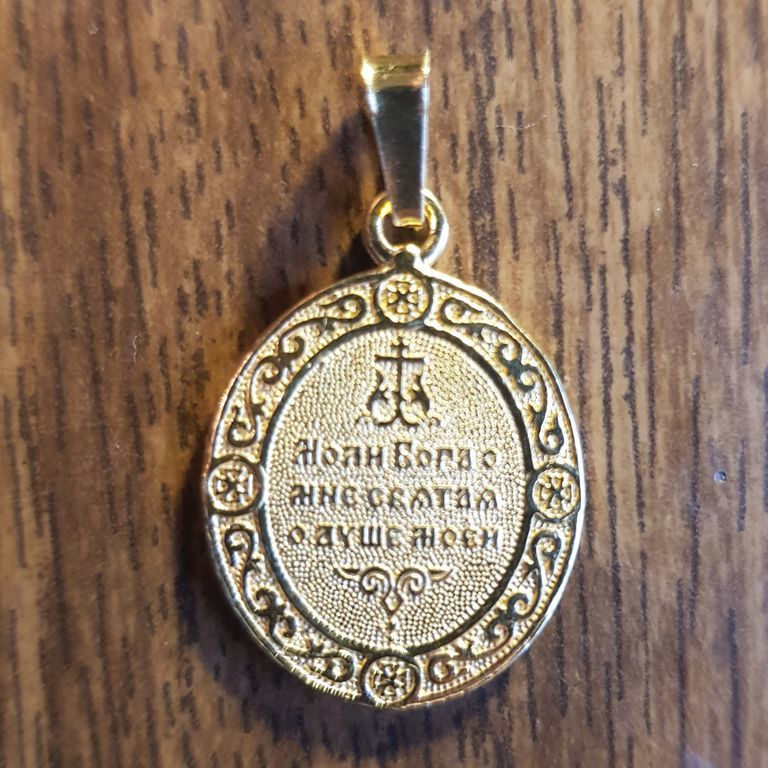 Моли Бога о
мне святая
о душе моей